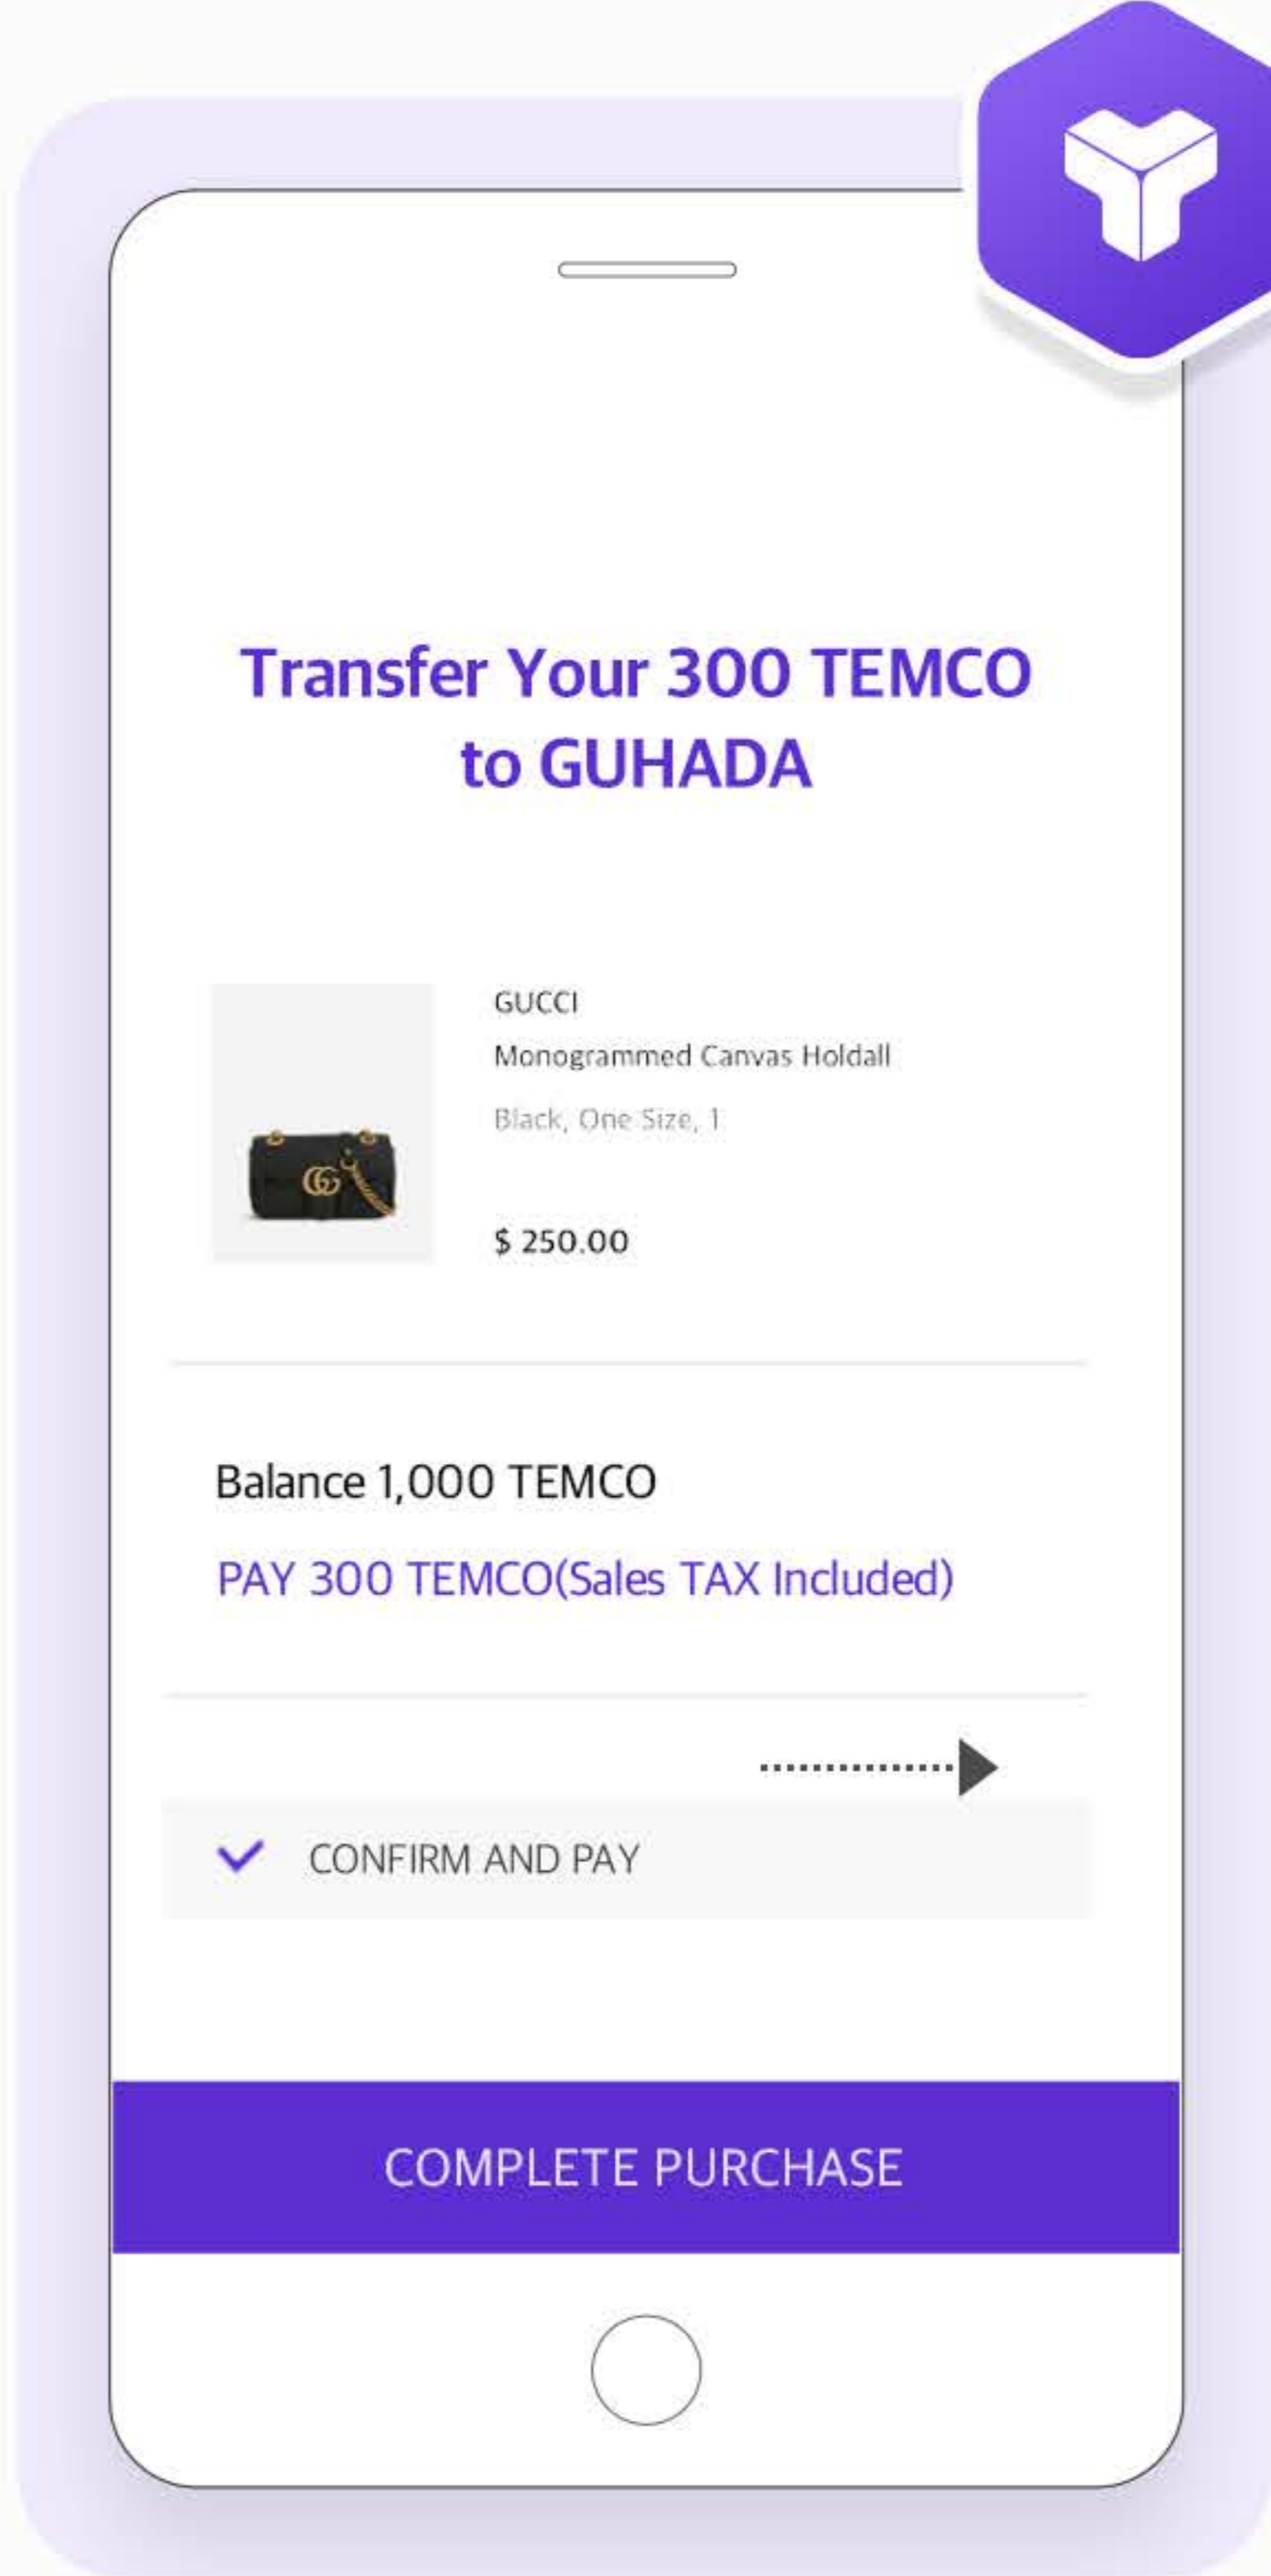 Transfer Your 300 TEMCO
to GUHADA
GUCCI
Monogrammed Canvas Holdall
Black, One Size, 1
$ 250.00
Balance 1,000 TEMCO
PAY 300 TEMCO(Sales TAX Included)
CONFIRM AND PAY
COMPLETE PURCHASE